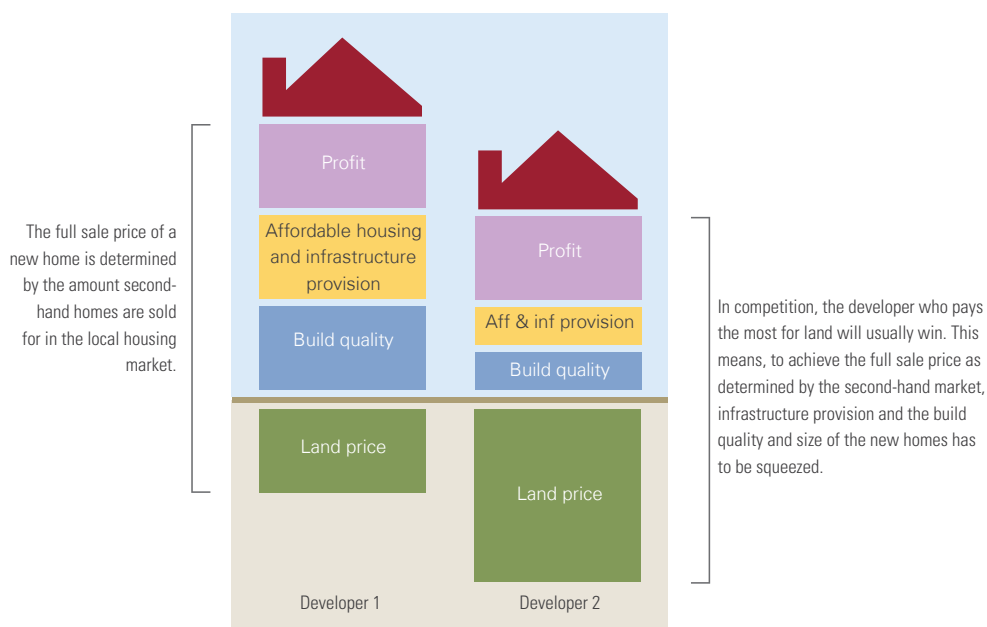 The full sale price of a
new home is determined
by the amount second-
hand homes are sold
for in the local housing
market.
Profit
Affordable housing
and infrastructure
provision
Build quality
Land price
Developer 1
Profit
Aff & inf provision
Build quality
Land price
Developer 2
In competition, the developer who pays
the most for land will usually win. This
means, to achieve the full sale price as
determined by the second-hand market,
infrastructure provision and the build
quality and size of the new homes has
to be squeezed.